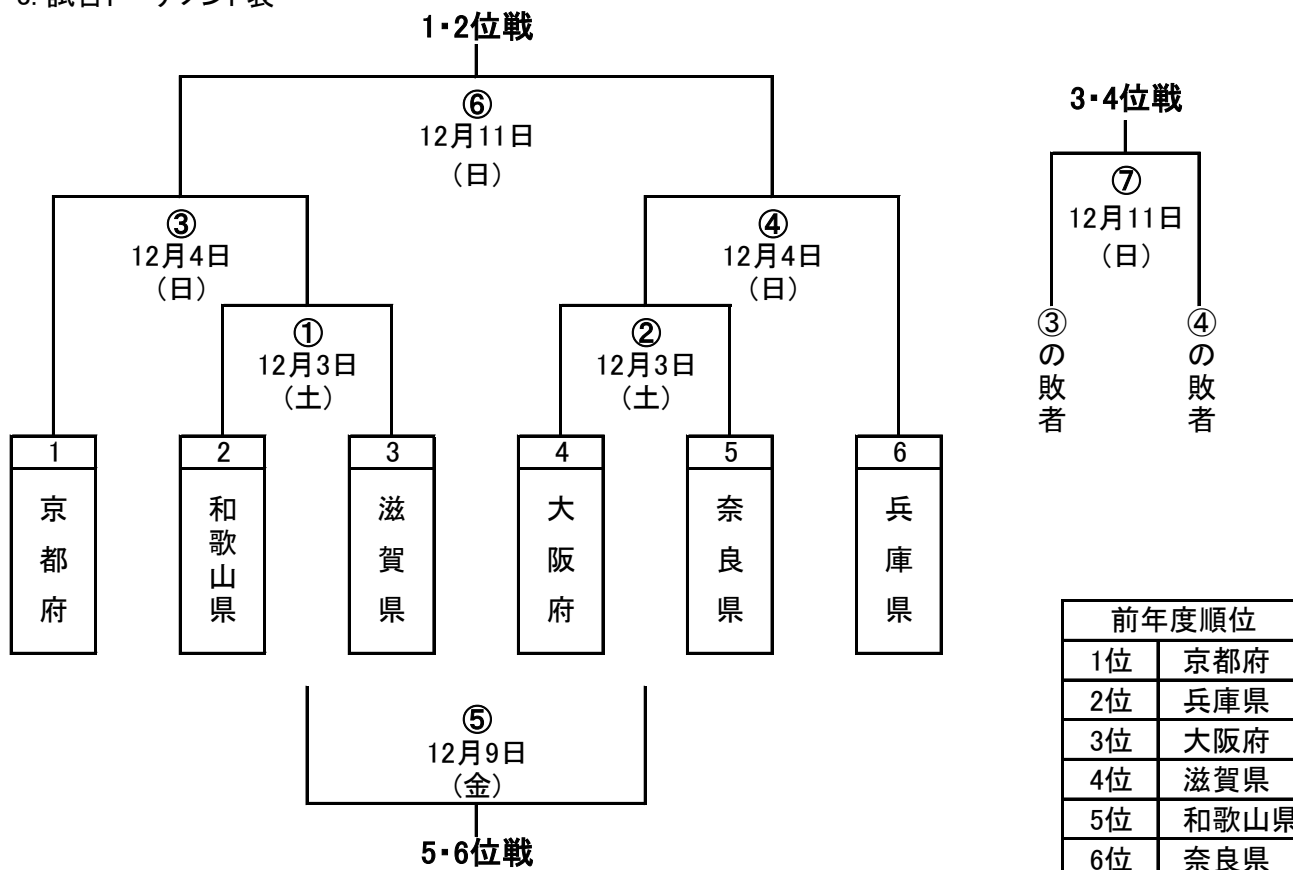 1・2位戦
⑥
12月11日
(日)
③
12月4日
(日)
④
12月4日
(日)
①
12月3日
(土)
②
12月3日
(土)
1
京都府
2
和歌山県
3
滋賀県
4
大阪府
5
奈良県
6
兵庫県
⑤
12月9日
(金)
5・6位戦
3・4位戦
⑦
12月11日
(日)
③の敗者
④の敗者
前年度順位
1位 京都府
2位 兵庫県
3位 大阪府
4位 滋賀県
5位 和歌山県
6位 奈良県